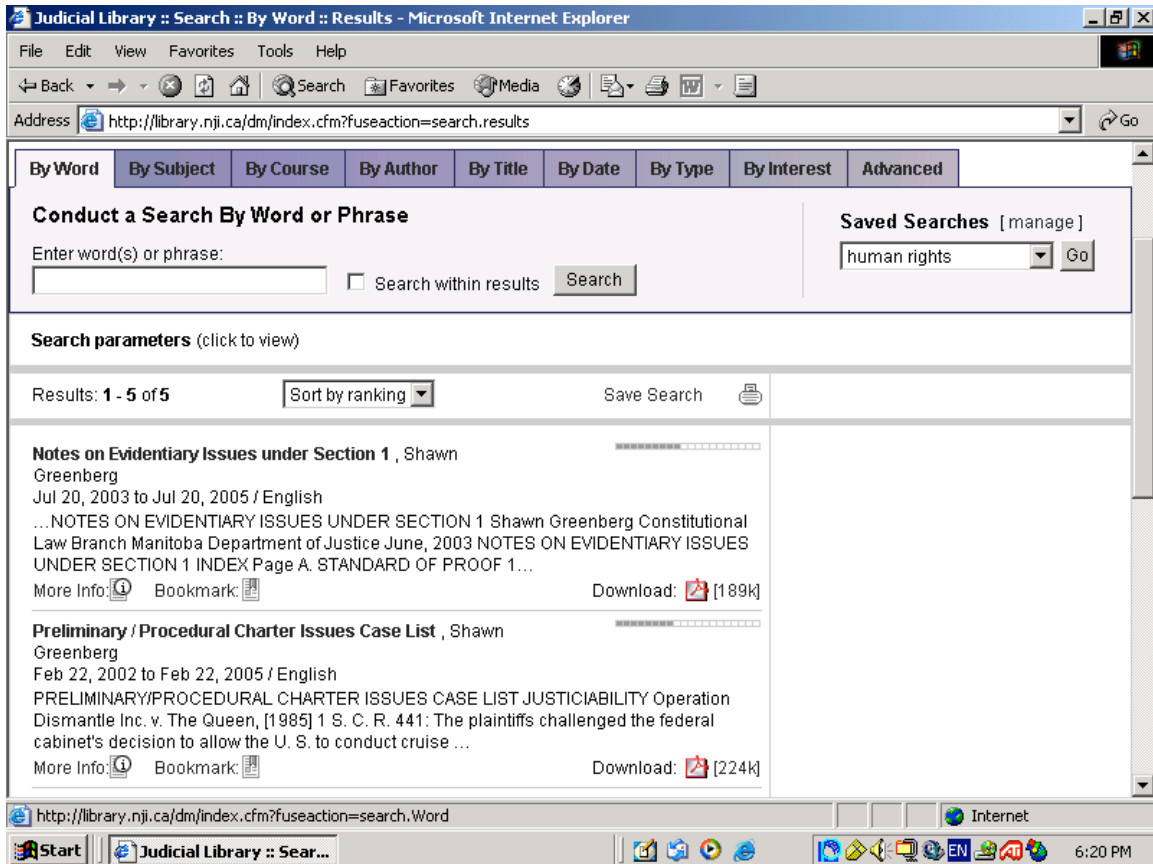 Judicial Library :: Search :: By Word :: Results - Microsoft Internet Explorer
File Edit View Favorites Tools Help
Back Search Favorites Media
Address http://library.nji.ca/dm/index.cfm?fuseaction=search.results Go
By Word By Subject By Course By Author By Title By Date By Type By Interest Advanced
Conduct a Search By Word or Phrase
Saved Searches [ manage ]
Enter word(s) or phrase:
human rights Go
Search within results Search
Search parameters (click to view)
Results: 1 - 5 of 5 Sort by ranking Save Search
Notes on Evidentiary Issues under Section 1 , Shawn
Greenberg
Jul 20, 2003 to Jul 20, 2005 / English
...NOTES ON EVIDENTIARY ISSUES UNDER SECTION 1 Shawn Greenberg Constitutional
Law Branch Manitoba Department of Justice June, 2003 NOTES ON EVIDENTIARY ISSUES
UNDER SECTION 1 INDEX Page A. STANDARD OF PROOF 1...
More Info: Bookmark: Download: [189k]
Preliminary / Procedural Charter Issues Case List , Shawn
Greenberg
Feb 22, 2002 to Feb 22, 2005 / English
PRELIMINARY/PROCEDURAL CHARTER ISSUES CASE LIST JUSTICIABILITY Operation
Dismantle Inc. v. The Queen, [1985] 1 S. C. R. 441: The plaintiffs challenged the federal
cabinet's decision to allow the U. S. to conduct cruise ...
More Info: Bookmark: Download: [224k]
http://library.nji.ca/dm/index.cfm?fuseaction=search.Word Internet
Start Judicial Library :: Sear... EN 6:20 PM